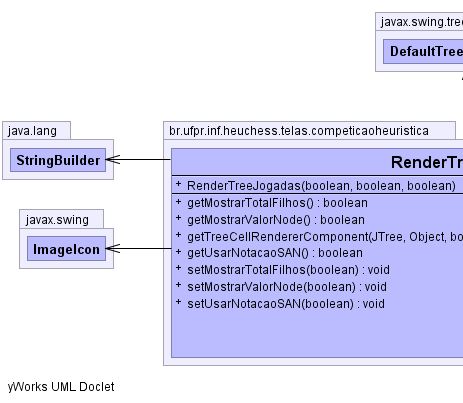 javax.swing.tree
DefaultTree
java.lang
StringBuilder
br.ufpr.inf.heuchess.telas.competicaoheuristica
RenderTr
+ RenderTreeJogadas(boolean, boolean, boolean)
+ getMostrarTotalFilhos() : boolean
+ getMostrarValorNode() : boolean
+ getTreeCellRendererComponent(JTree, Object, bo
+ getUsarNotacaoSAN() : boolean
+ setMostrarTotalFilhos(boolean) : void
+ setMostrarValorNode(boolean) : void
+ setUsarNotacaoSAN(boolean) : void
javax.swing
ImageIcon
yWorks UML Doclet